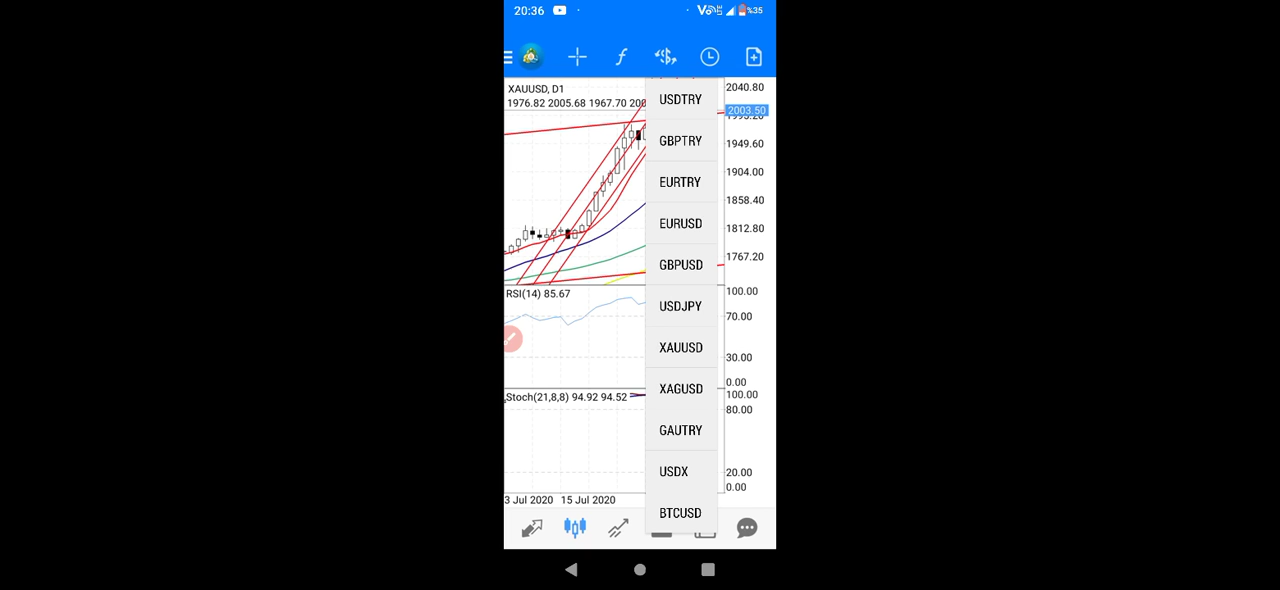 20:36
%35
XAUUSD, D1
1976.82 2005.68 1967.70 200
2040.80
2003.50
1949.60
1904.00
1858.40
1812.80
1767.20
USDTRY
GBPTRY
EURTRY
EURUSD
GBPUSD
USDJPY
XAUUSD
XAGUSD
GAUTRY
USDX
BTCUSD
RSI(14) 85.67
100.00
70.00
30.00
0.00
Stoch(21,8,8) 94.92 94.52
100.00
80.00
20.00
0.00
3 Jul 2020 15 Jul 2020